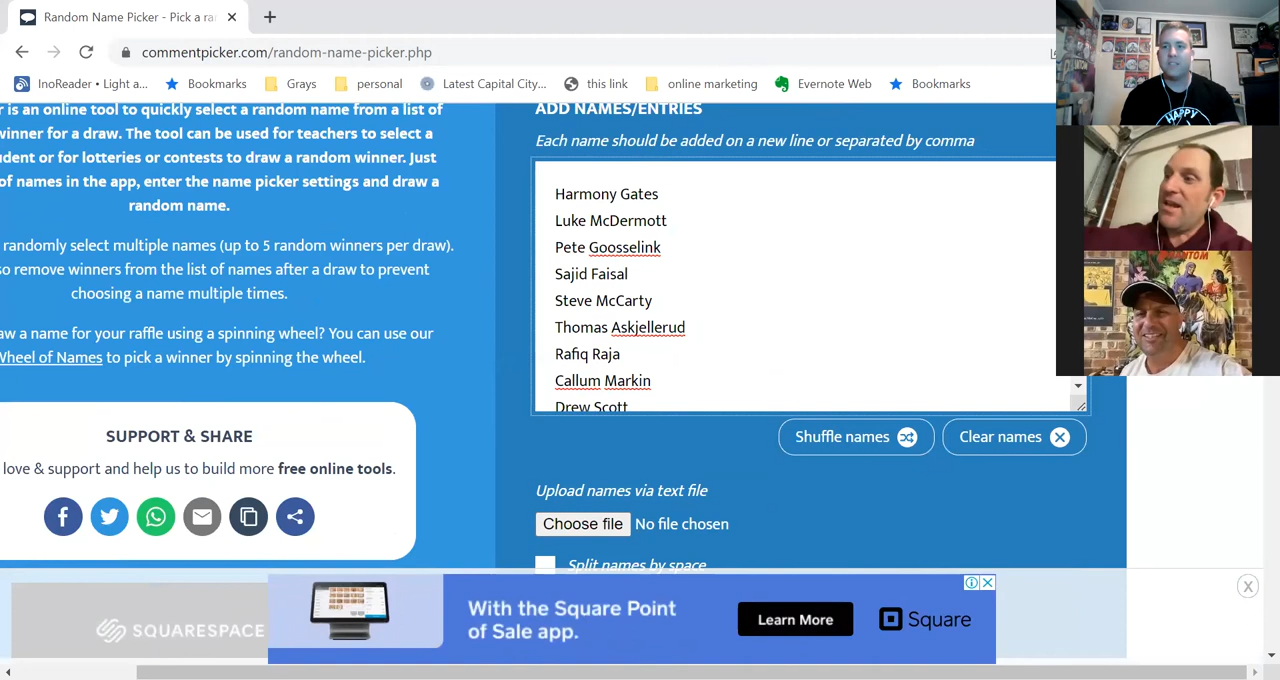 Random Name Picker - Pick a ra
commentpicker.com/random-name-picker.php
InoReader • Light a...
Bookmarks
Grays
personal
Latest Capital City...
this link
online marketing
Evernote Web
Bookmarks
r is an online tool to quickly select a random name from a list of
winner for a draw. The tool can be used for teachers to select a
udent or for lotteries or contests to draw a random winner. Just
of names in the app, enter the name picker settings and draw a
random name.
randomly select multiple names (up to 5 random winners per draw).
so remove winners from the list of names after a draw to prevent
choosing a name multiple times.
aw a name for your raffle using a spinning wheel? You can use our
Wheel of Names to pick a winner by spinning the wheel.
SUPPORT & SHARE
love & support and help us to build more free online tools.
ADD NAMES/ENTRIES
Each name should be added on a new line or separated by comma
Harmony Gates
Luke McDermott
Pete Goosselink
Sajid Faisal
Steve McCarty
Thomas Askjellerud
Rafiq Raja
Callum Markin
Drew Scott
Shuffle names
Clear names
Upload names via text file
Choose file No file chosen
Split names by space
SQUARESPACE
With the Square Point
of Sale app.
Learn More
Square
X
HAPPY
PHANTOM